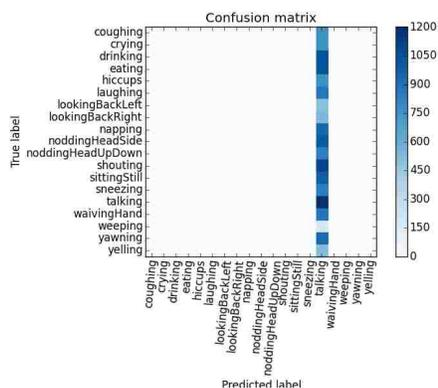 Confusion matrix
True label
coughing
crying
drinking
eating
hiccups
laughing
lookingBackLeft
lookingBackRight
napping
noddingHeadSide
noddingHeadUpDown
shouting
sittingStill
sneezing
talking
waivingHand
weeping
yawning
yelling
1200
1050
900
750
600
450
300
150
0
coughing
crying
drinking
eating
hiccups
laughing
lookingBackLeft
lookingBackRight
napping
noddingHeadSide
noddingHeadUpDown
shouting
sittingStill
sneezing
talking
waivingHand
weeping
yawning
yelling
Predicted label